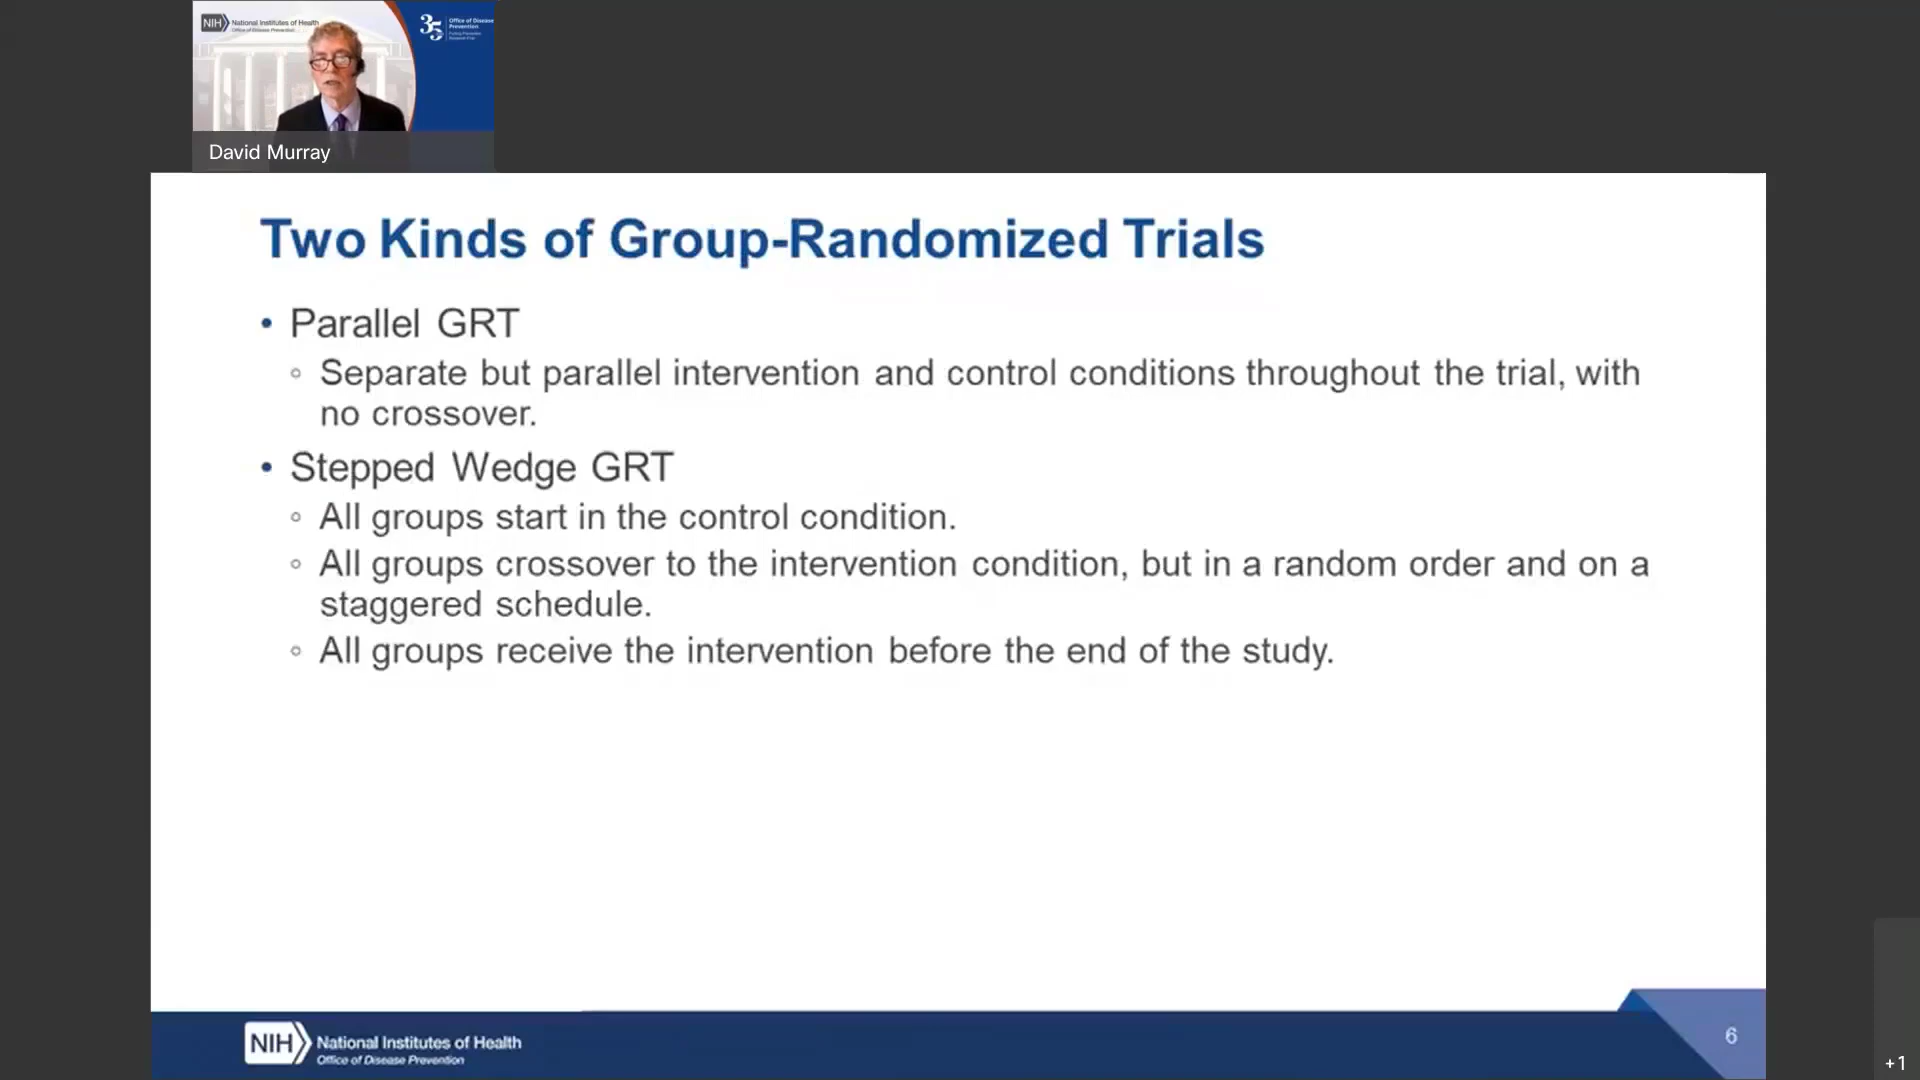 NIH National Institutes of Health
Office of Disease Prevention
35 Office of Disease
Prevention
David Murray
Two Kinds of Group-Randomized Trials
• Parallel GRT
◦ Separate but parallel intervention and control conditions throughout the trial, with
no crossover.
• Stepped Wedge GRT
◦ All groups start in the control condition.
◦ All groups crossover to the intervention condition, but in a random order and on a
staggered schedule.
◦ All groups receive the intervention before the end of the study.
NIH National Institutes of Health
Office of Disease Prevention
6
+1